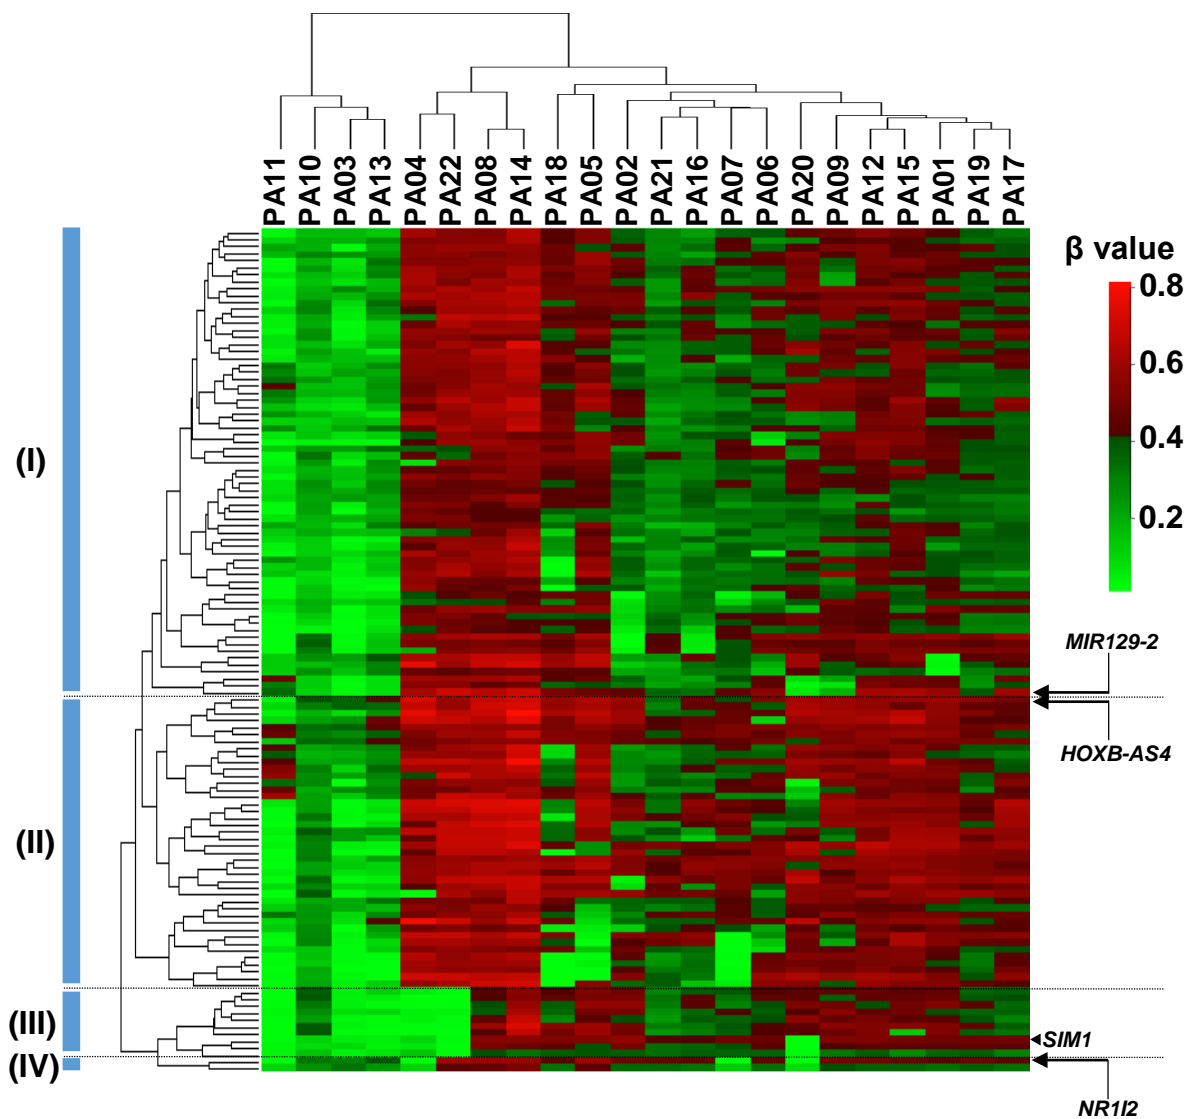 PA11 PA10 PA03 PA13 PA04 PA22 PA08 PA14 PA18 PA05 PA02 PA21 PA16 PA07 PA06 PA20 PA09 PA12 PA15 PA01 PA19 PA17
β value
0.8
0.6
0.4
0.2
(I)
MIR129-2
HOXB-AS4
(II)
(III)
SIM1
(IV)
NR1I2